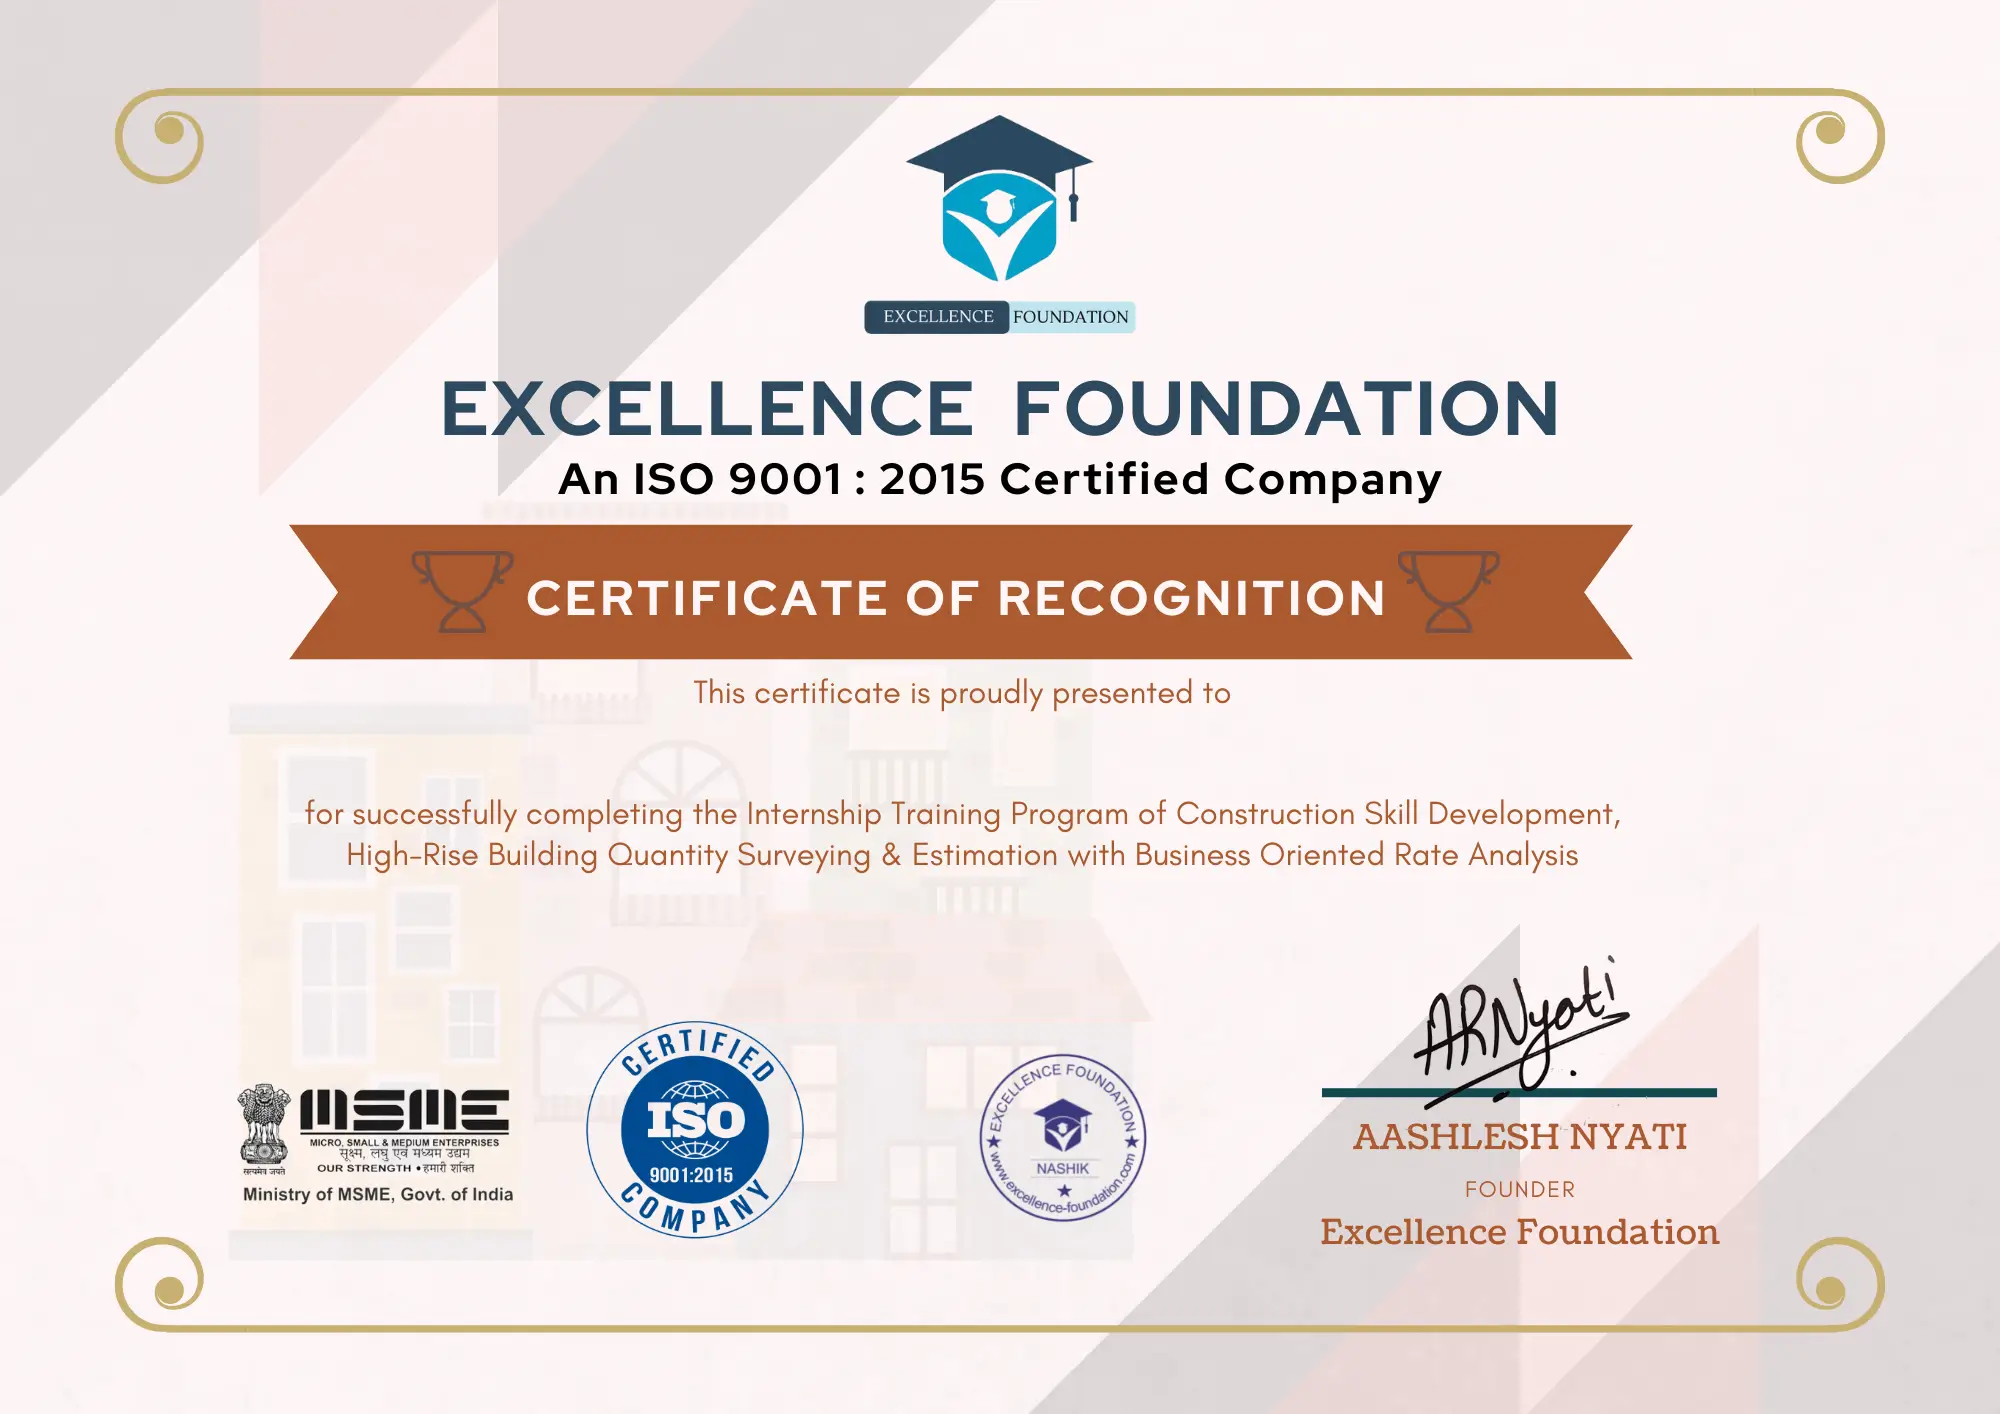 EXCELLENCE FOUNDATION
EXCELLENCE FOUNDATION
An ISO 9001 : 2015 Certified Company
CERTIFICATE OF RECOGNITION
This certificate is proudly presented to
for successfully completing the Internship Training Program of Construction Skill Development,
High-Rise Building Quantity Surveying & Estimation with Business Oriented Rate Analysis
सत्यमेव जयते
MSME
MICRO, SMALL & MEDIUM ENTERPRISES
सूक्ष्म, लघु एवं मध्यम उद्यम
OUR STRENGTH • हमारी शक्ति
Ministry of MSME, Govt. of India
CERTIFIED
ISO
9001:2015
COMPANY
★ EXCELLENCE FOUNDATION ★
NASHIK
★
www.excellence-foundation.com
ARNyati
AASHLESH NYATI
FOUNDER
Excellence Foundation